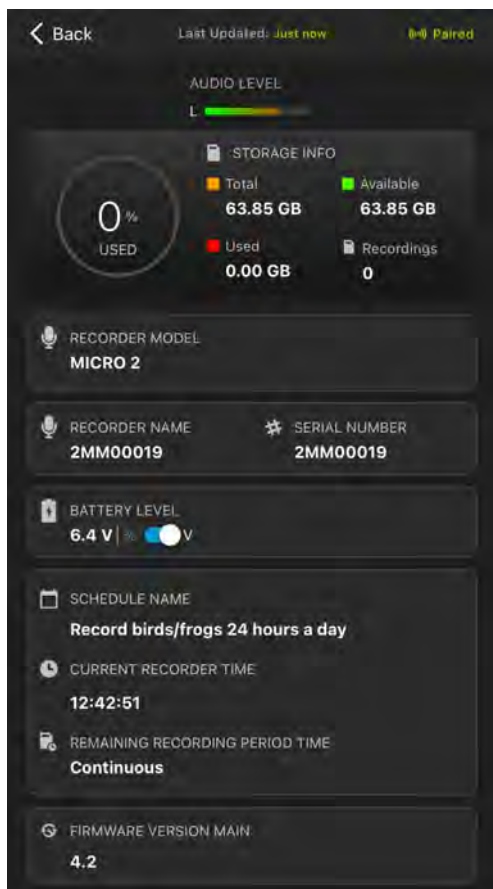 Back
Last Updated: Just now
Paired
AUDIO LEVEL
L
STORAGE INFO
0 %
USED
Total
63.85 GB
Available
63.85 GB
Used
0.00 GB
Recordings
0
RECORDER MODEL
MICRO 2
RECORDER NAME
2MM00019
SERIAL NUMBER
2MM00019
BATTERY LEVEL
6.4 V % V
SCHEDULE NAME
Record birds/frogs 24 hours a day
CURRENT RECORDER TIME
12:42:51
REMAINING RECORDING PERIOD TIME
Continuous
FIRMWARE VERSION MAIN
4.2